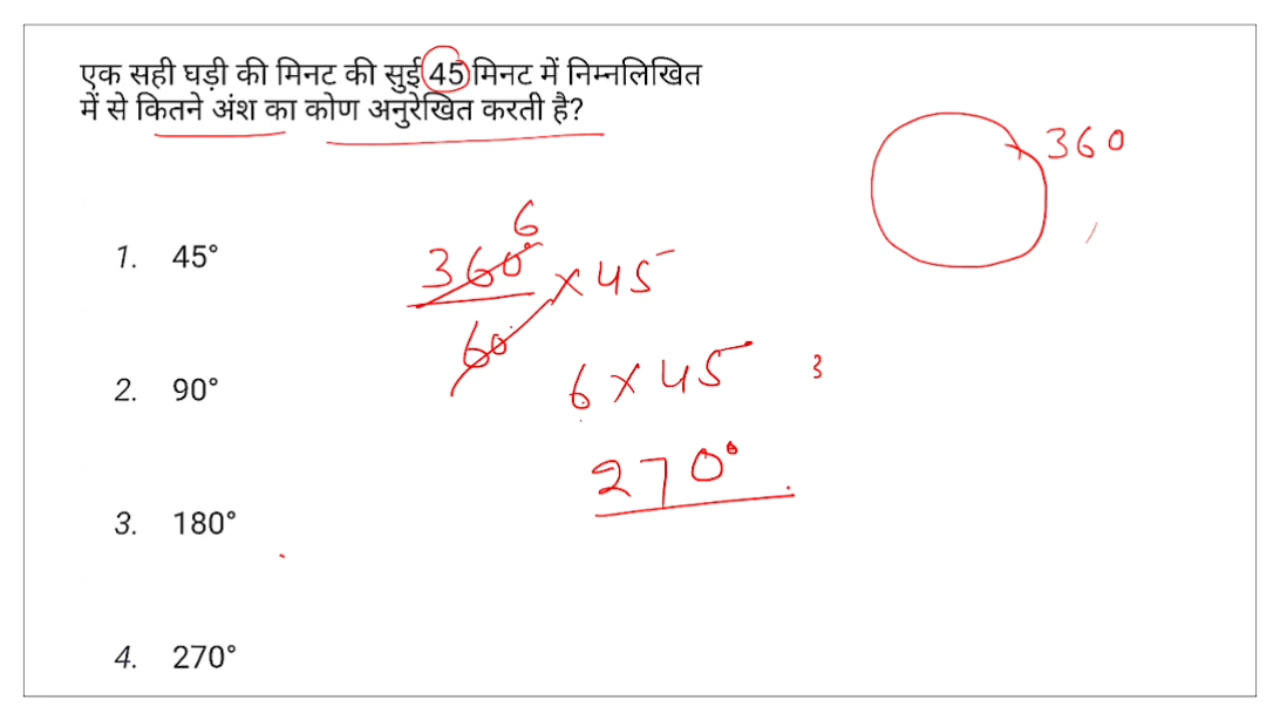 एक सही घड़ी की मिनट की सुई 45 मिनट में निम्नलिखित
में से कितने अंश का कोण अनुरेखित करती है?
360
6
1. 45°
360° × 45
60
2. 90°
6 × 45
3
270°
3. 180°
4. 270°